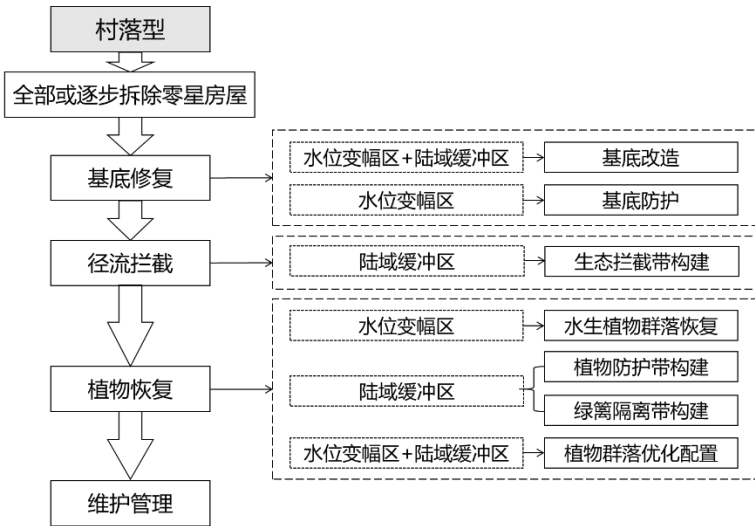 村落型
全部或逐步拆除零星房屋
基底修复
水位变幅区+陆域缓冲区
基底改造
水位变幅区
基底防护
径流拦截
陆域缓冲区
生态拦截带构建
植物恢复
水位变幅区
水生植物群落恢复
陆域缓冲区
植物防护带构建
绿篱隔离带构建
水位变幅区+陆域缓冲区
植物群落优化配置
维护管理